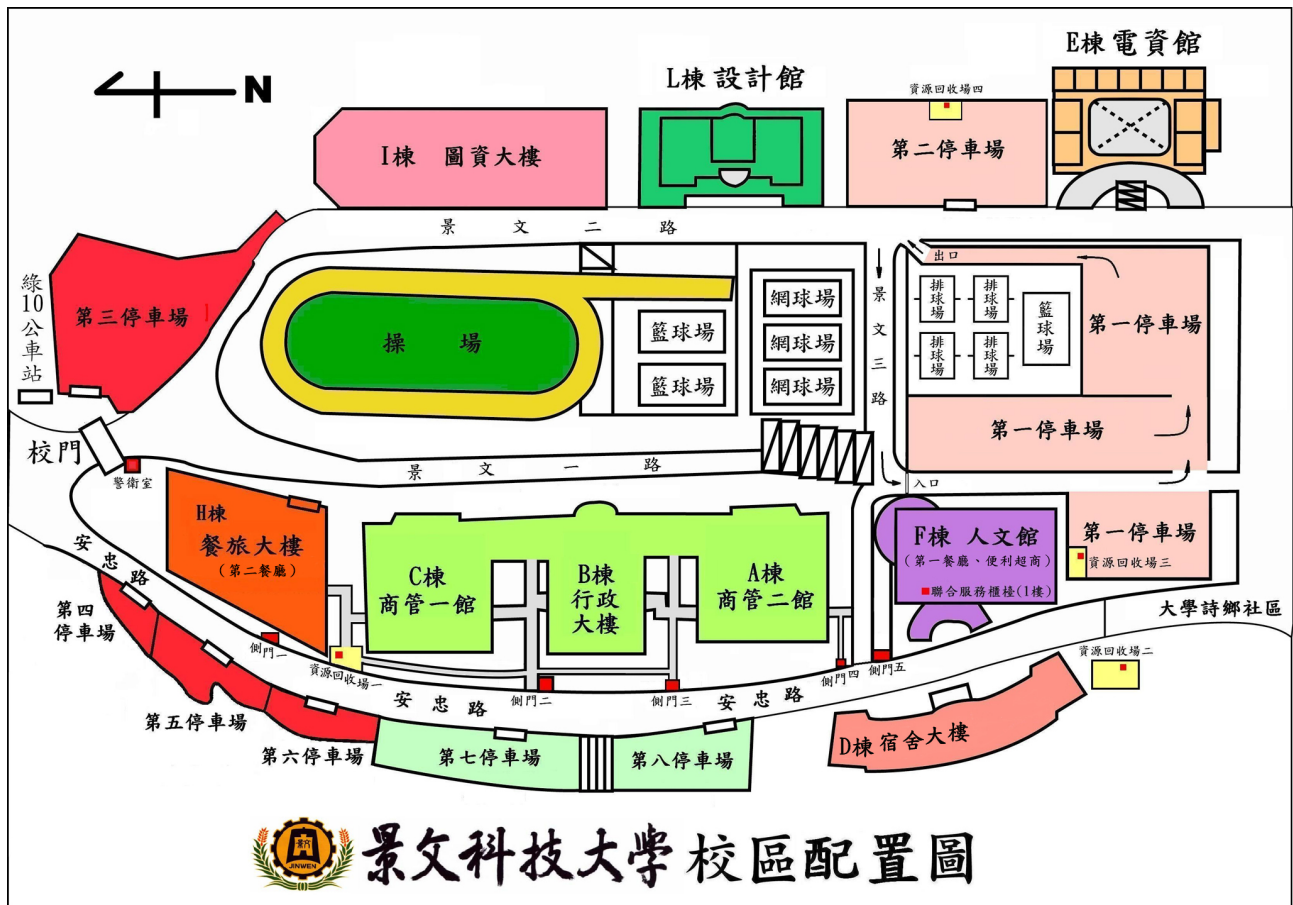 E棟 電資館
L棟 設計館
N
資源回收場四
I棟 圖資大樓
第二停車場
景文二路
出口
綠10公車站
第三停車場
景文三路
排球場
排球場
籃球場
網球場
籃球場
操場
網球場
第一停車場
排球場
排球場
籃球場
網球場
第一停車場
校門
景文一路
警衛室
入口
H棟
餐旅大樓
(第二餐廳)
F棟 人文館
(第一餐廳、便利超商)
聯合服務櫃檯(1樓)
第一停車場
資源回收場三
安忠路
C棟
商管一館
B棟
行政
大樓
A棟
商管二館
大學詩鄉社區
第四
停車場
側門一
資源回收場一
側門二
側門三
側門四
側門五
資源回收場二
安忠路
安忠路
第五停車場
第六停車場
第七停車場
第八停車場
D棟宿舍大樓
景文
JINWEN
景文科技大學校區配置圖